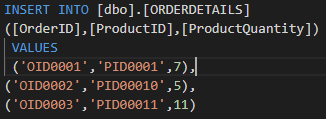 INSERT INTO [dbo].[ORDERDETAILS]
([OrderID],[ProductID],[ProductQuantity])
VALUES
('OID0001','PID0001',7),
('OID0002','PID00010',5),
('OID0003','PID00011',11)